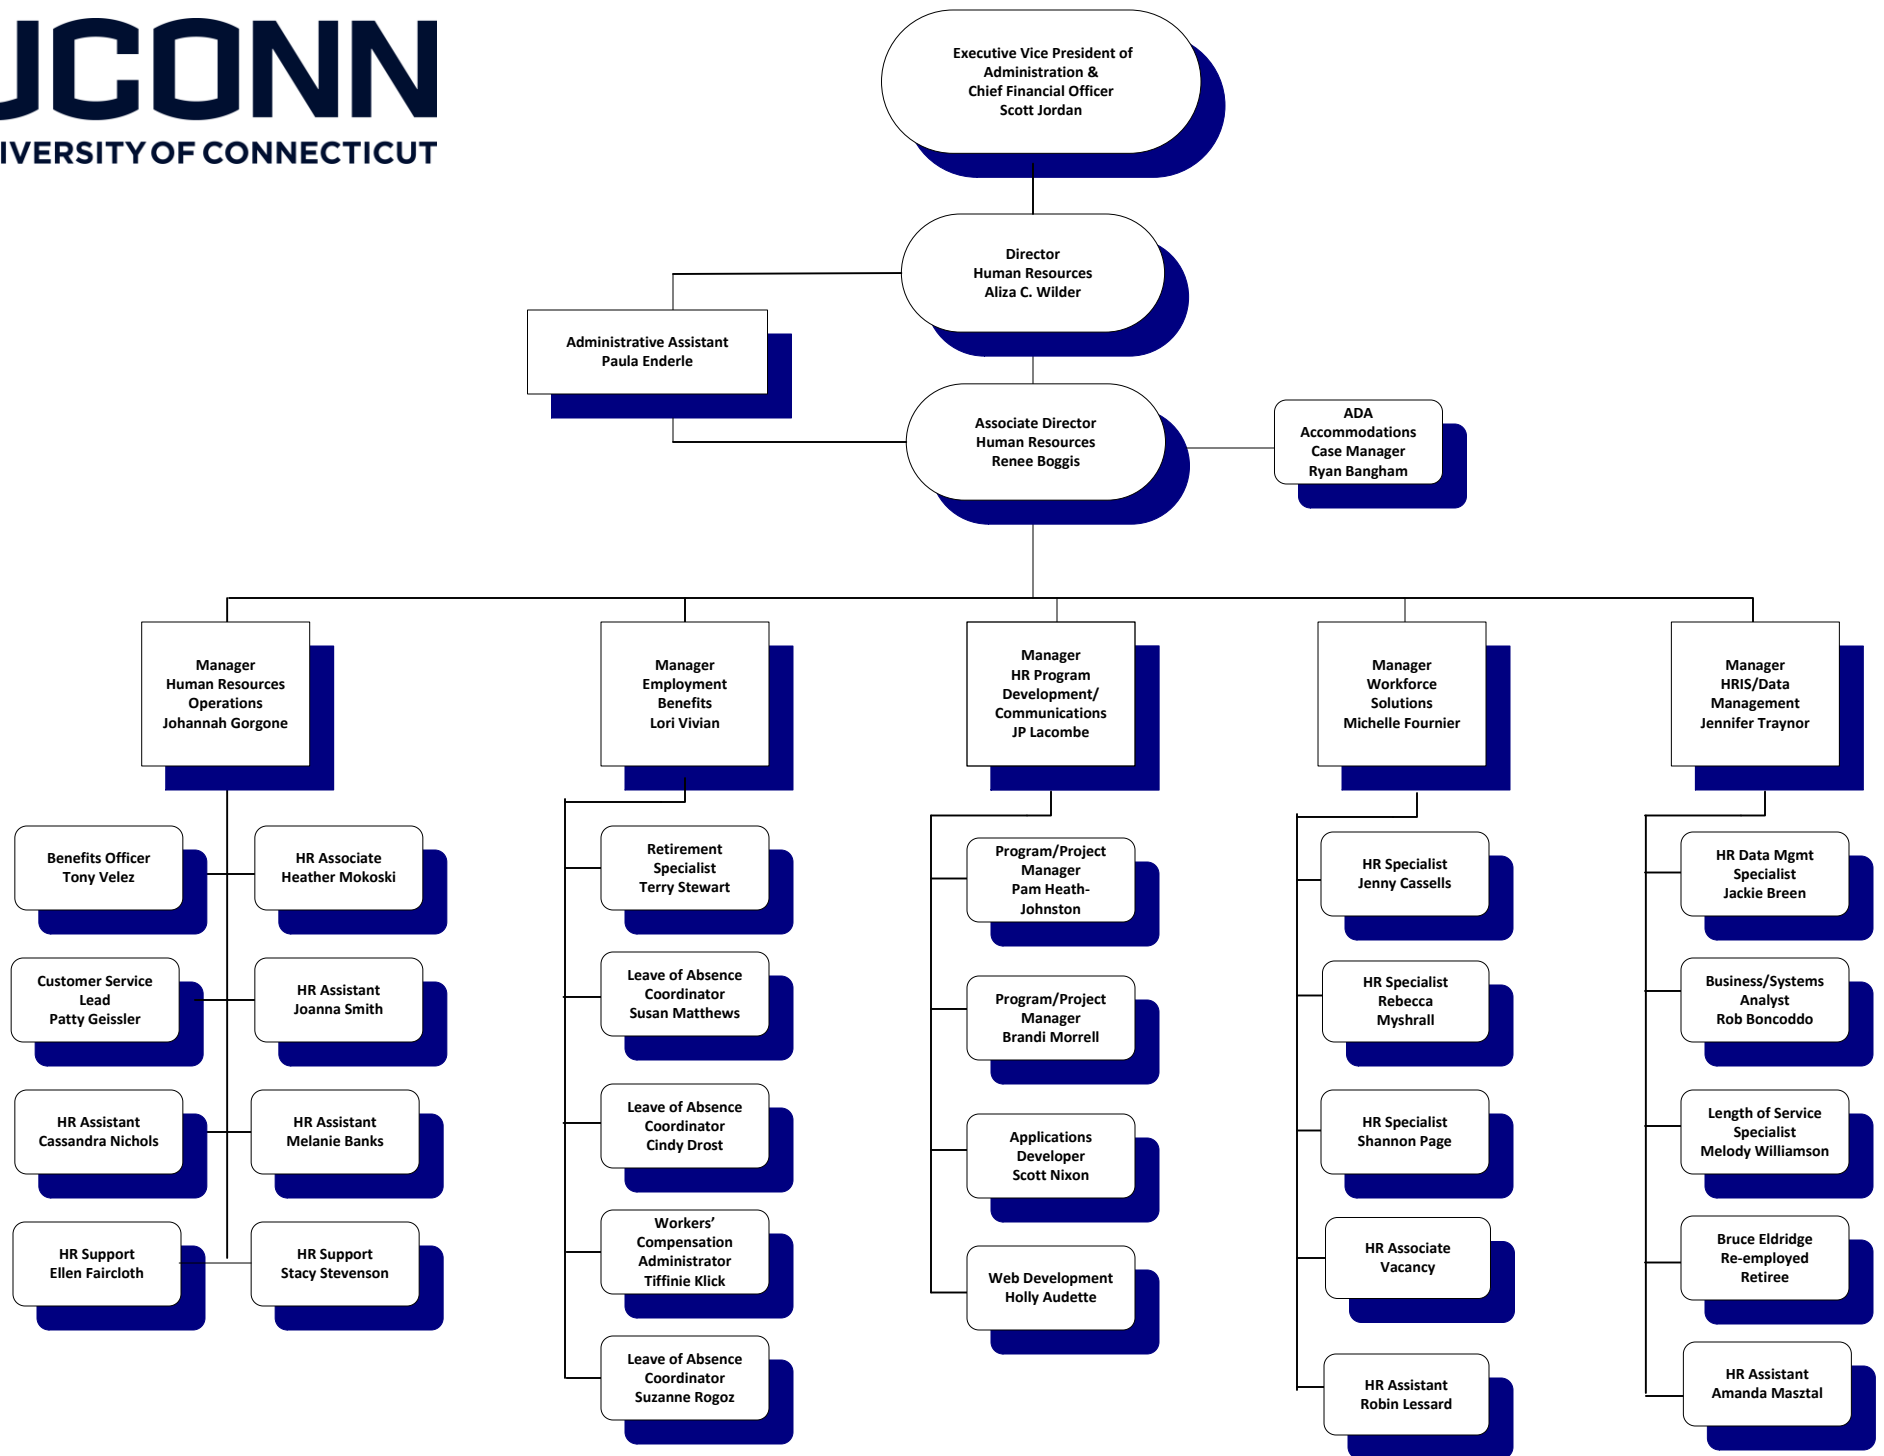 UCONN
UNIVERSITY OF CONNECTICUT
Executive Vice President of
Administration &
Chief Financial Officer
Scott Jordan
Director
Human Resources
Aliza C. Wilder
Administrative Assistant
Paula Enderle
Associate Director
Human Resources
Renee Boggis
ADA
Accommodations
Case Manager
Ryan Bangham
Manager
Human Resources
Operations
Johannah Gorgone
Manager
Employment
Benefits
Lori Vivian
Manager
HR Program
Development/
Communications
JP Lacombe
Manager
Workforce
Solutions
Michelle Fournier
Manager
HRIS/Data
Management
Jennifer Traynor
Benefits Officer
Tony Velez
HR Associate
Heather Mokoski
Customer Service
Lead
Patty Geissler
HR Assistant
Joanna Smith
HR Assistant
Cassandra Nichols
HR Assistant
Melanie Banks
HR Support
Ellen Faircloth
HR Support
Stacy Stevenson
Retirement
Specialist
Terry Stewart
Leave of Absence
Coordinator
Susan Matthews
Leave of Absence
Coordinator
Cindy Drost
Workers’
Compensation
Administrator
Tiffinie Klick
Leave of Absence
Coordinator
Suzanne Rogoz
Program/Project
Manager
Pam Heath-
Johnston
Program/Project
Manager
Brandi Morrell
Applications
Developer
Scott Nixon
Web Development
Holly Audette
HR Specialist
Jenny Cassells
HR Specialist
Rebecca
Myshrall
HR Specialist
Shannon Page
HR Associate
Vacancy
HR Assistant
Robin Lessard
HR Data Mgmt
Specialist
Jackie Breen
Business/Systems
Analyst
Rob Boncoddo
Length of Service
Specialist
Melody Williamson
Bruce Eldridge
Re-employed
Retiree
HR Assistant
Amanda Masztal